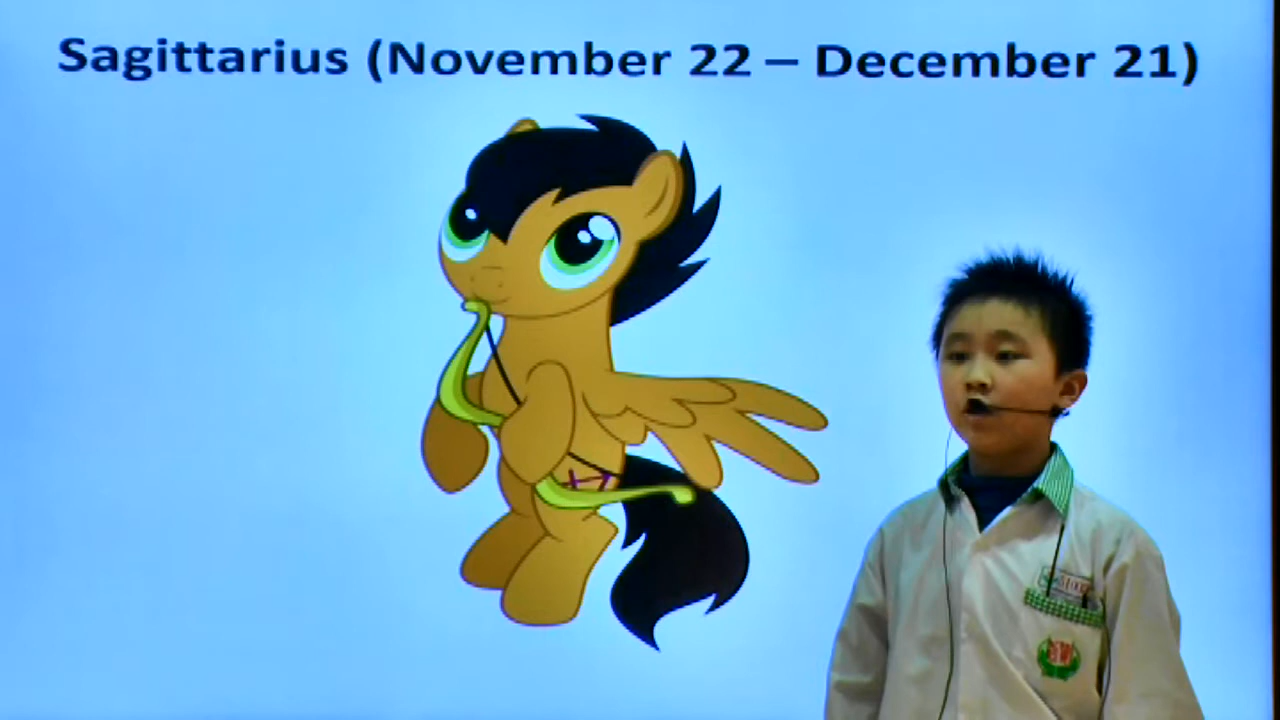 Sagittarius (November 22 – December 21)